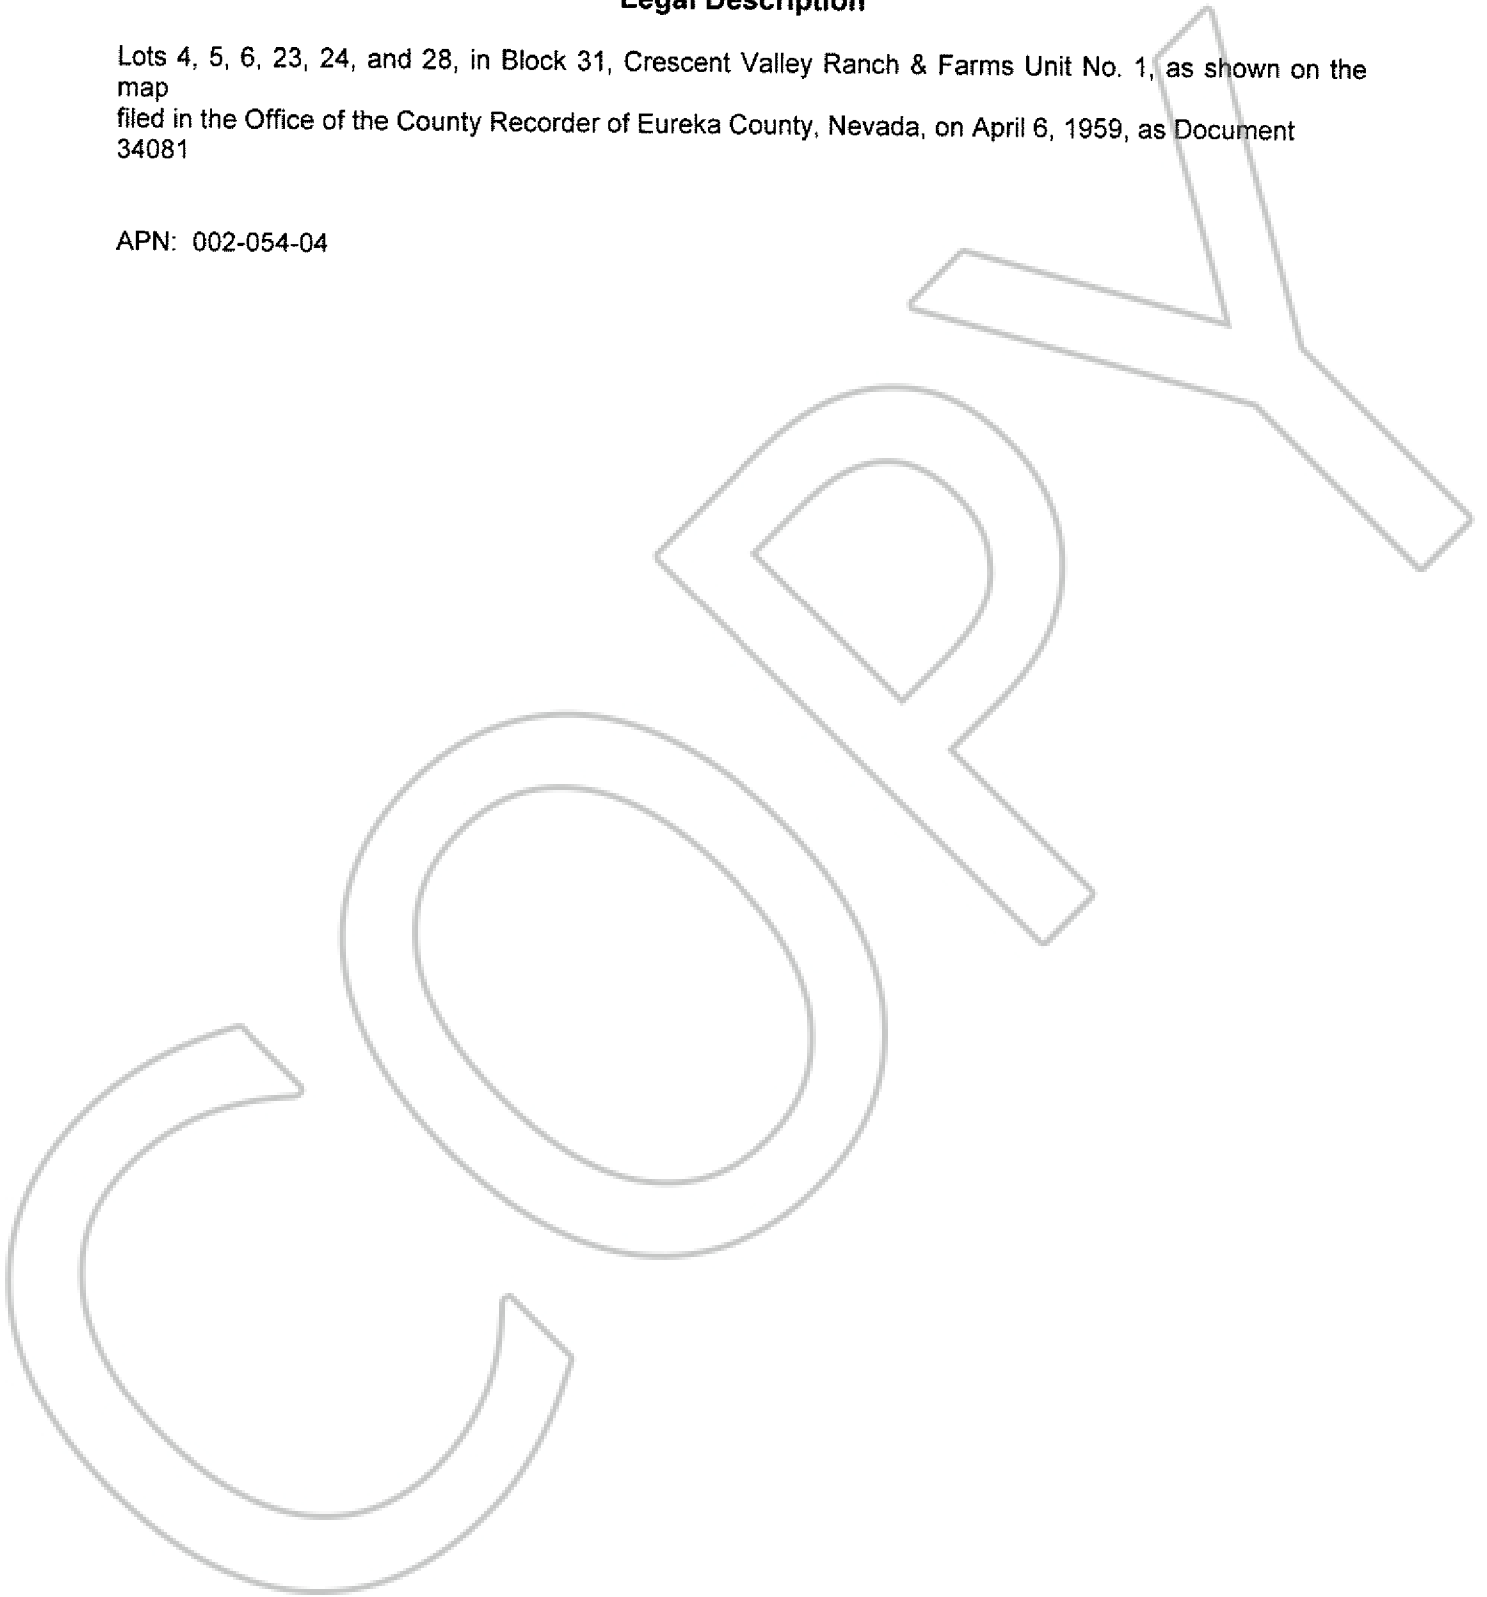 Legal Description
Lots 4, 5, 6, 23, 24, and 28, in Block 31, Crescent Valley Ranch & Farms Unit No. 1, as shown on the
map
filed in the Office of the County Recorder of Eureka County, Nevada, on April 6, 1959, as Document
34081
APN: 002-054-04
COPY